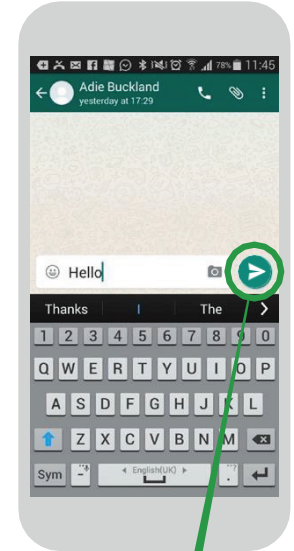 78% 11:45
Adie Buckland
yesterday at 17:29
Hello
Thanks I The
1 2 3 4 5 6 7 8 9 0
Q W E R T Y U I O P
A S D F G H J K L
Z X C V B N M
Sym English(UK) .